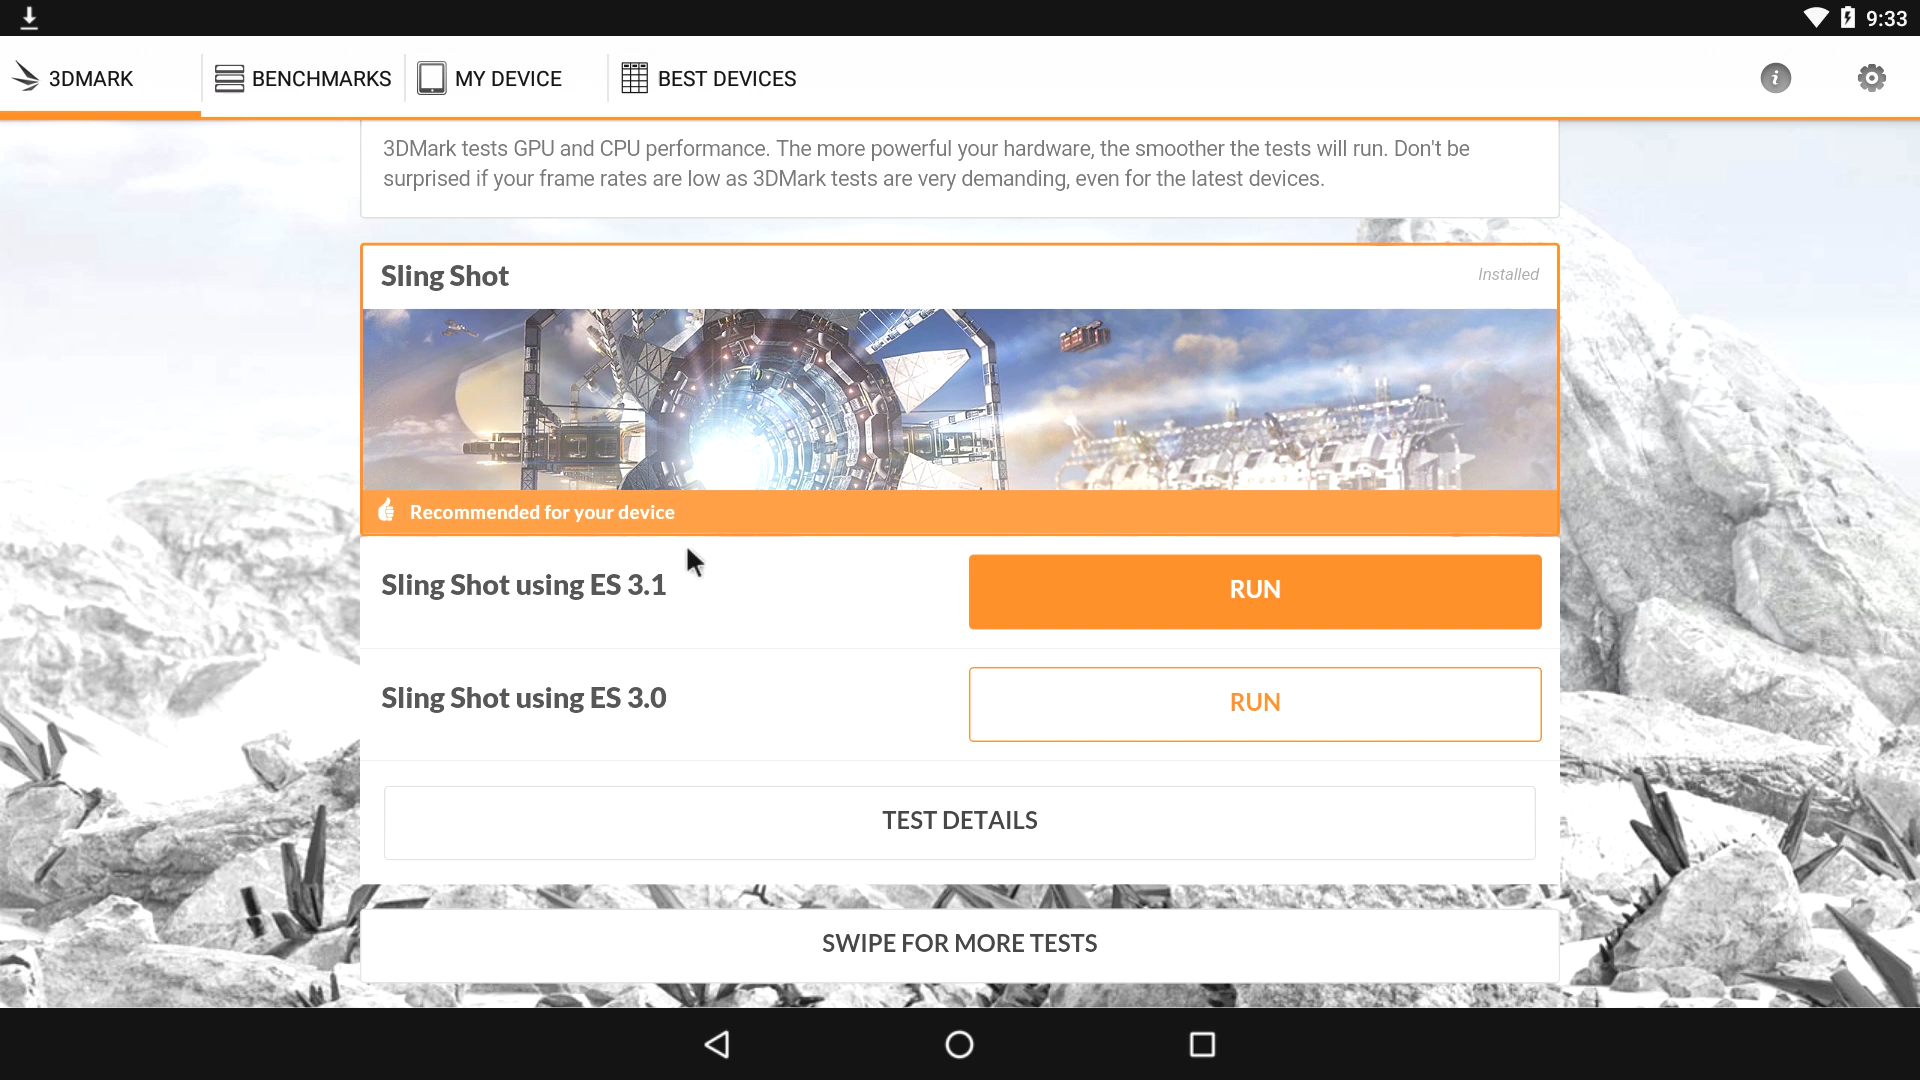 9:33
3DMARK
BENCHMARKS
MY DEVICE
BEST DEVICES
3DMark tests GPU and CPU performance. The more powerful your hardware, the smoother the tests will run. Don't be
surprised if your frame rates are low as 3DMark tests are very demanding, even for the latest devices.
Sling Shot
Installed
Recommended for your device
Sling Shot using ES 3.1
RUN
Sling Shot using ES 3.0
RUN
TEST DETAILS
SWIPE FOR MORE TESTS